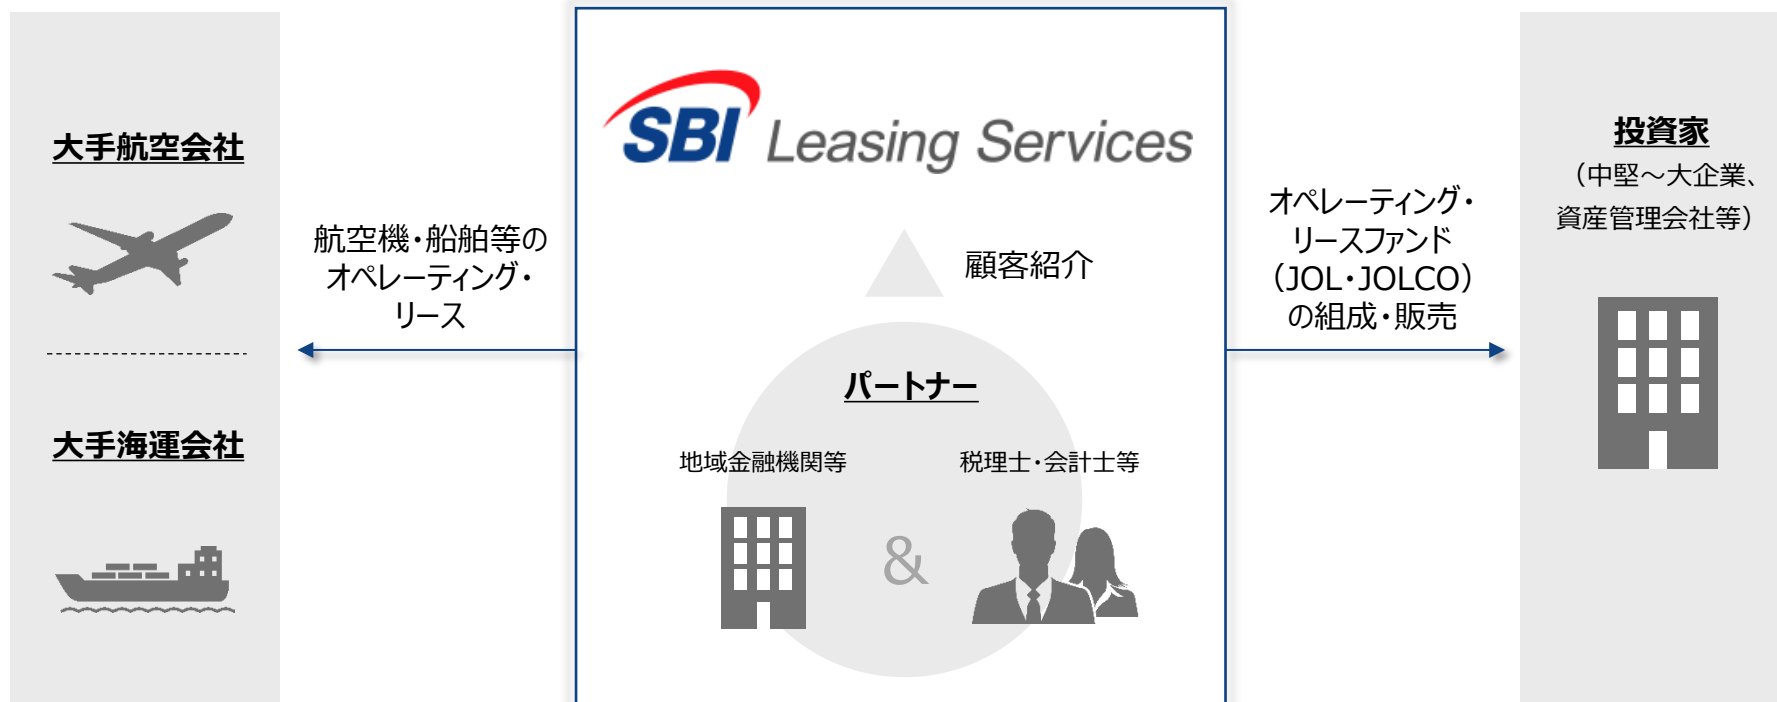 大手航空会社
大手海運会社
航空機・船舶等の
オペレーティング・
リース
SBI Leasing Services
顧客紹介
パートナー
地域金融機関等
&
税理士・会計士等
オペレーティング・
リースファンド
（JOL・JOLCO）
の組成・販売
投資家
（中堅～大企業、
資産管理会社等）